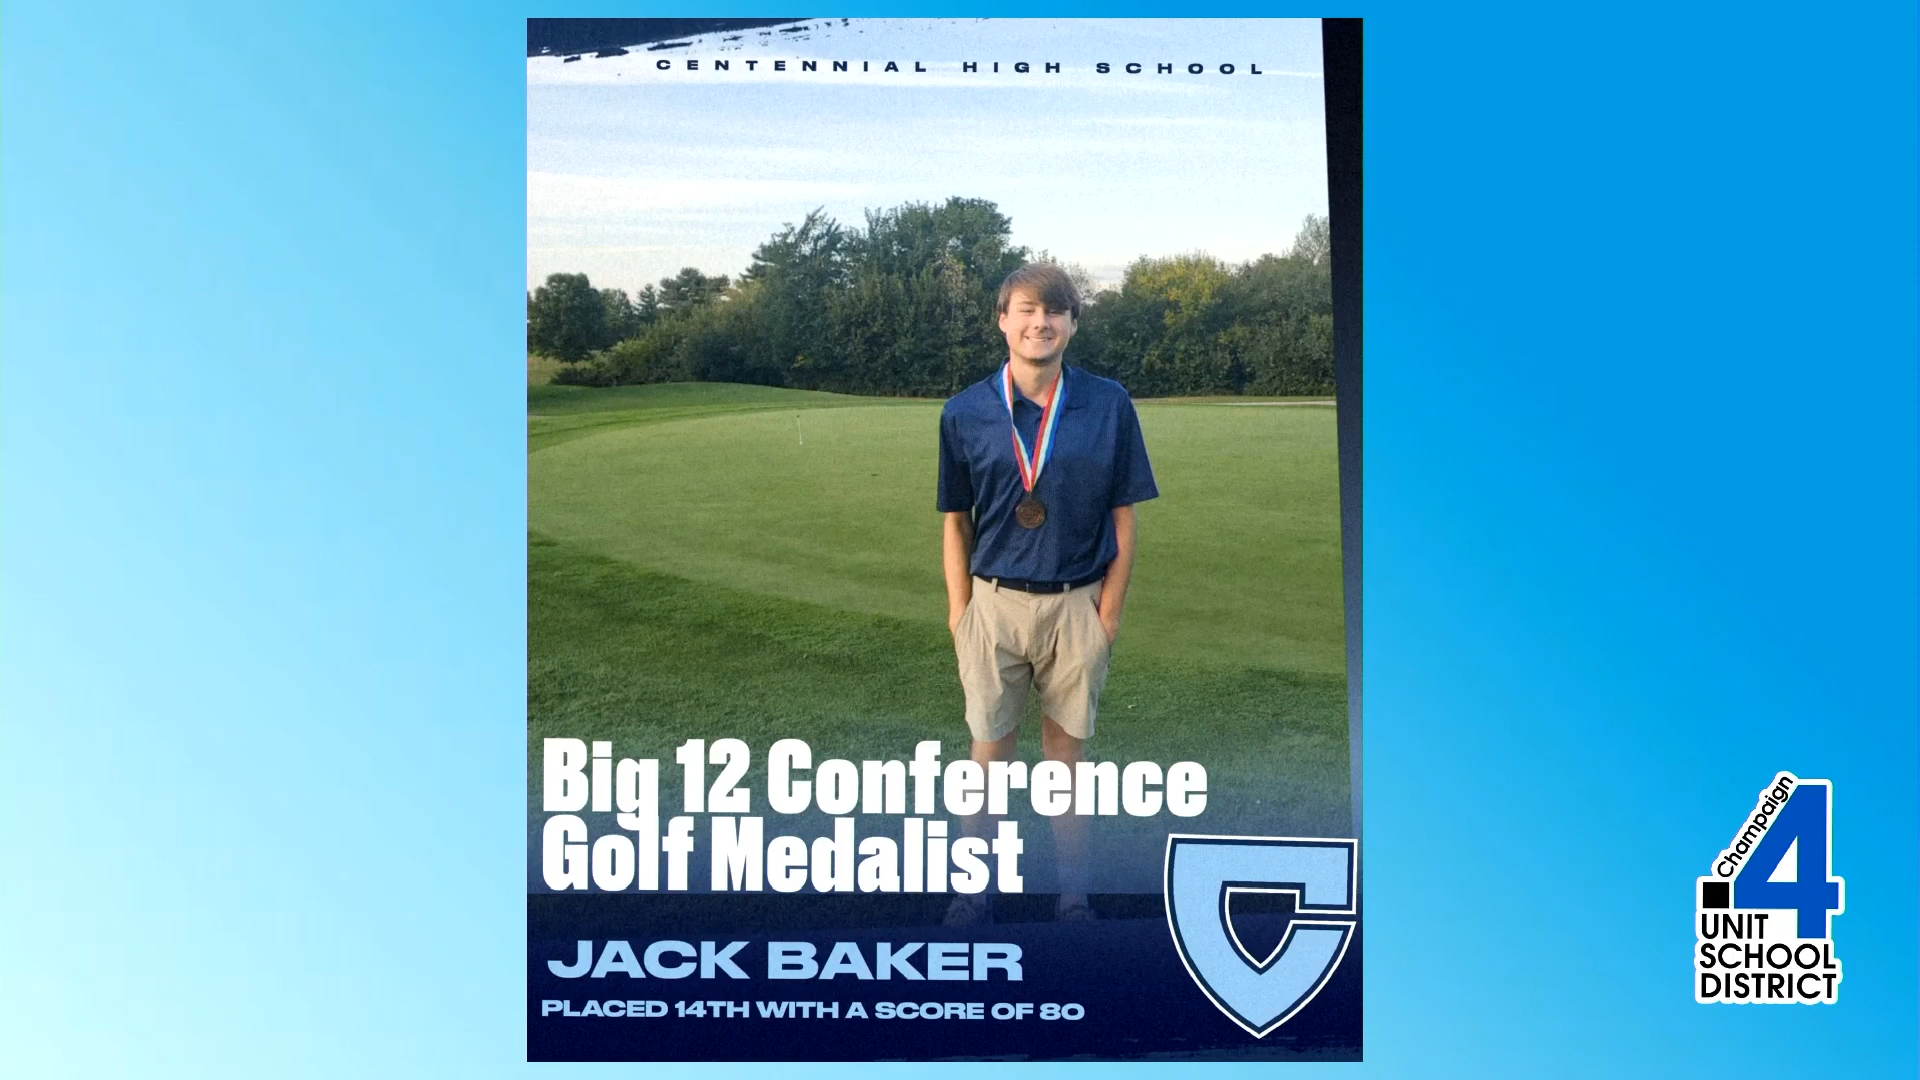 CENTENNIAL HIGH SCHOOL
Big 12 Conference
Golf Medalist
JACK BAKER
PLACED 14TH WITH A SCORE OF 80
C
Champaign
4
UNIT
SCHOOL
DISTRICT